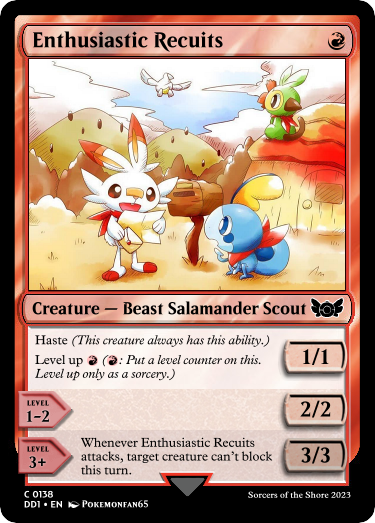 Enthusiastic Recuits
Creature — Beast Salamander Scout
Haste (This creature always has this ability.)
Level up (: Put a level counter on this.
Level up only as a sorcery.)
1/1
LEVEL
1-2
2/2
LEVEL
3+
Whenever Enthusiastic Recuits
attacks, target creature can't block
this turn.
3/3
C 0138
DD1 • EN Pokemonfan65
Sorcers of the Shore 2023